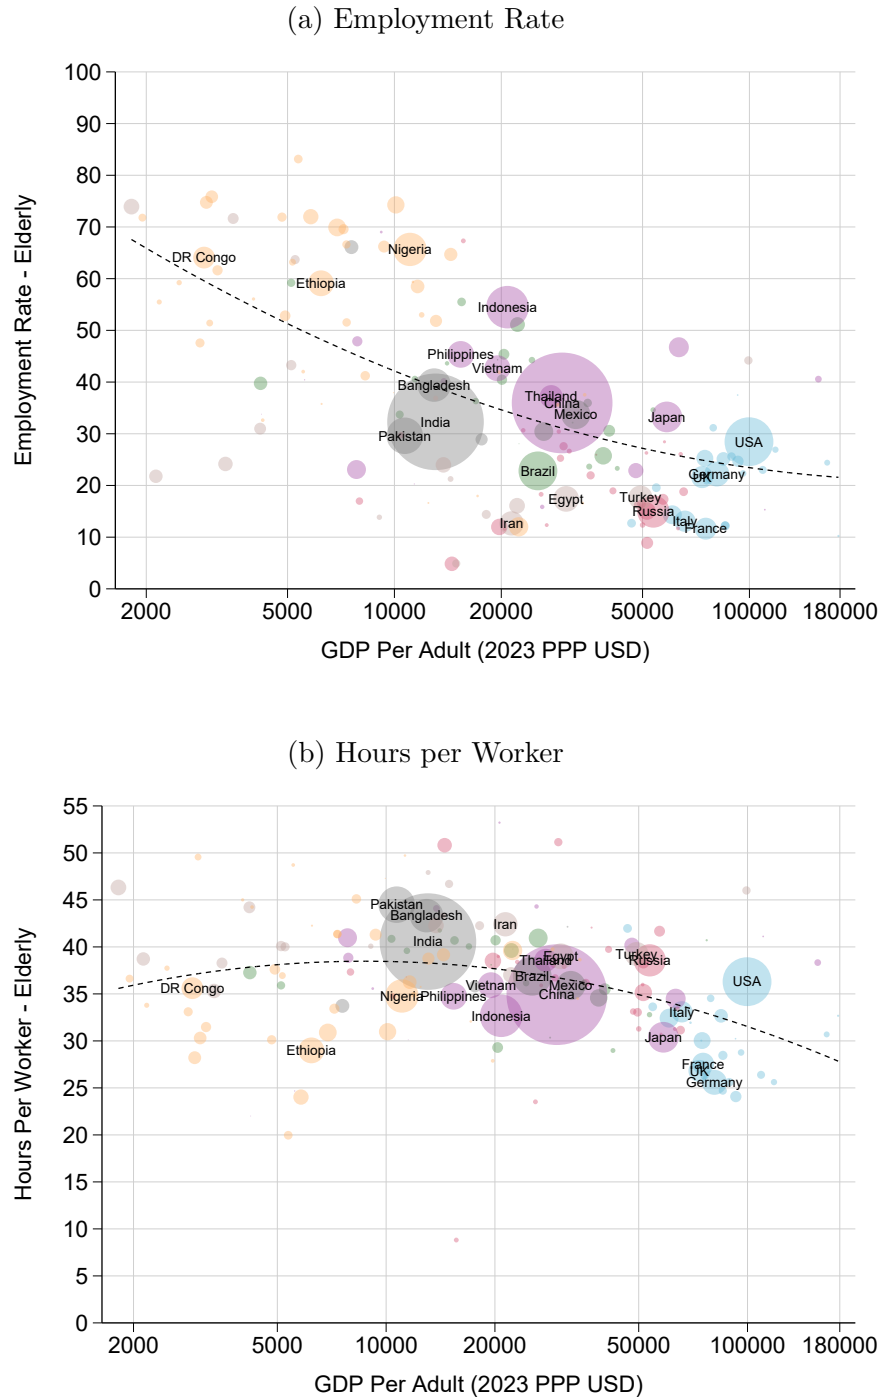 (a) Employment Rate
100
90
80
70
60
50
40
30
20
10
0
Employment Rate - Elderly
DR Congo
Nigeria
Ethiopia
Indonesia
Philippines
Vietnam
Bangladesh
Thailand
China
Mexico
India
Japan
Pakistan
USA
Brazil
Germany
UK
Egypt
Turkey
Russia
Iran
Italy
France
2000 5000 10000 20000 50000 100000 180000
GDP Per Adult (2023 PPP USD)
(b) Hours per Worker
55
50
45
40
35
30
25
20
15
10
5
0
Hours Per Worker - Elderly
Pakistan
Bangladesh
Iran
India
Turkey
Egypt
Thailand
Russia
Brazil
USA
DR Congo
Vietnam
Mexico
Nigeria
Philippines
China
Italy
Indonesia
Japan
Ethiopia
France
UK
Germany
2000 5000 10000 20000 50000 100000 180000
GDP Per Adult (2023 PPP USD)